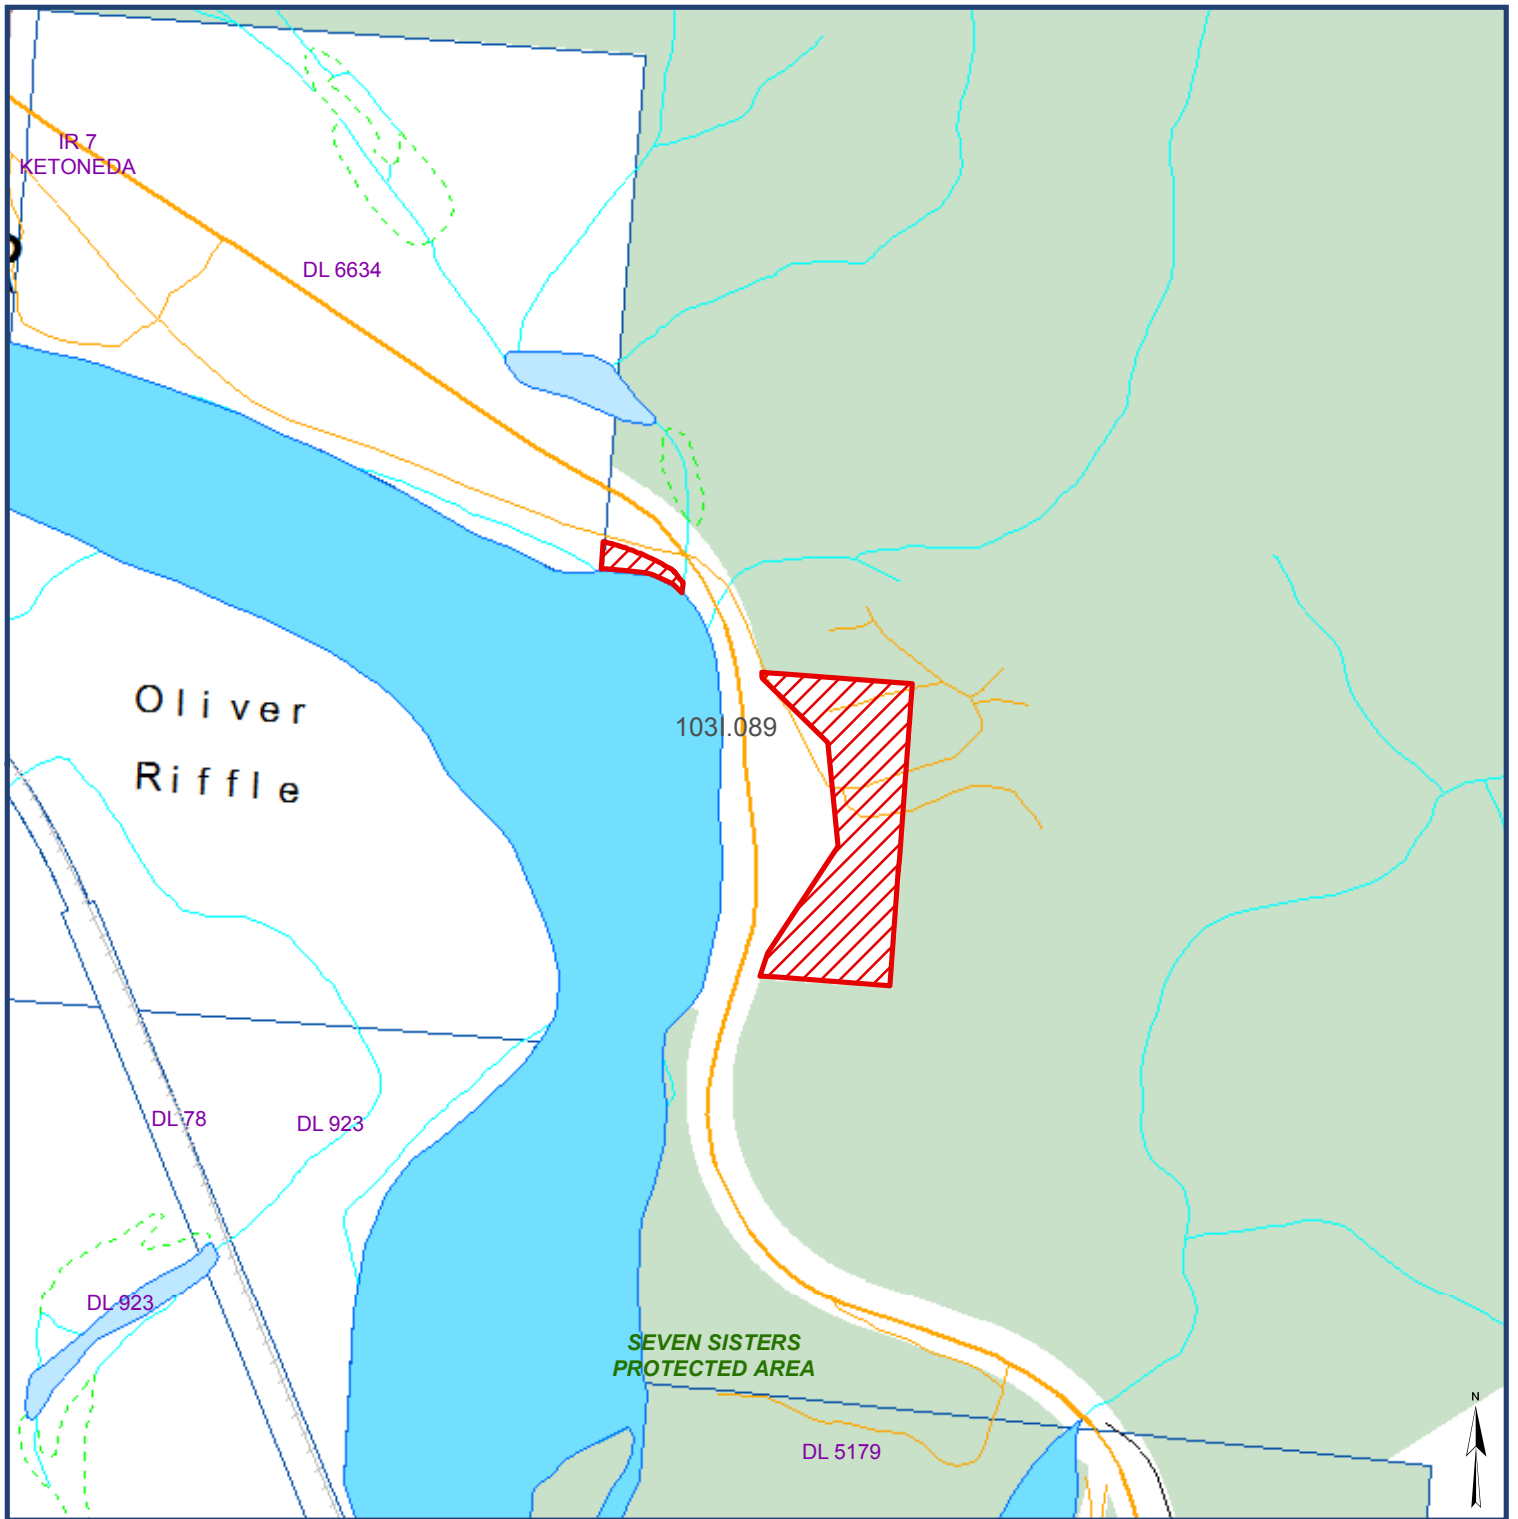 IR 7
KETONEDA
DL 6634
Oliver
Riffle
103I.089
DL 78
DL 923
DL 923
SEVEN SISTERS
PROTECTED AREA
DL 5179
N